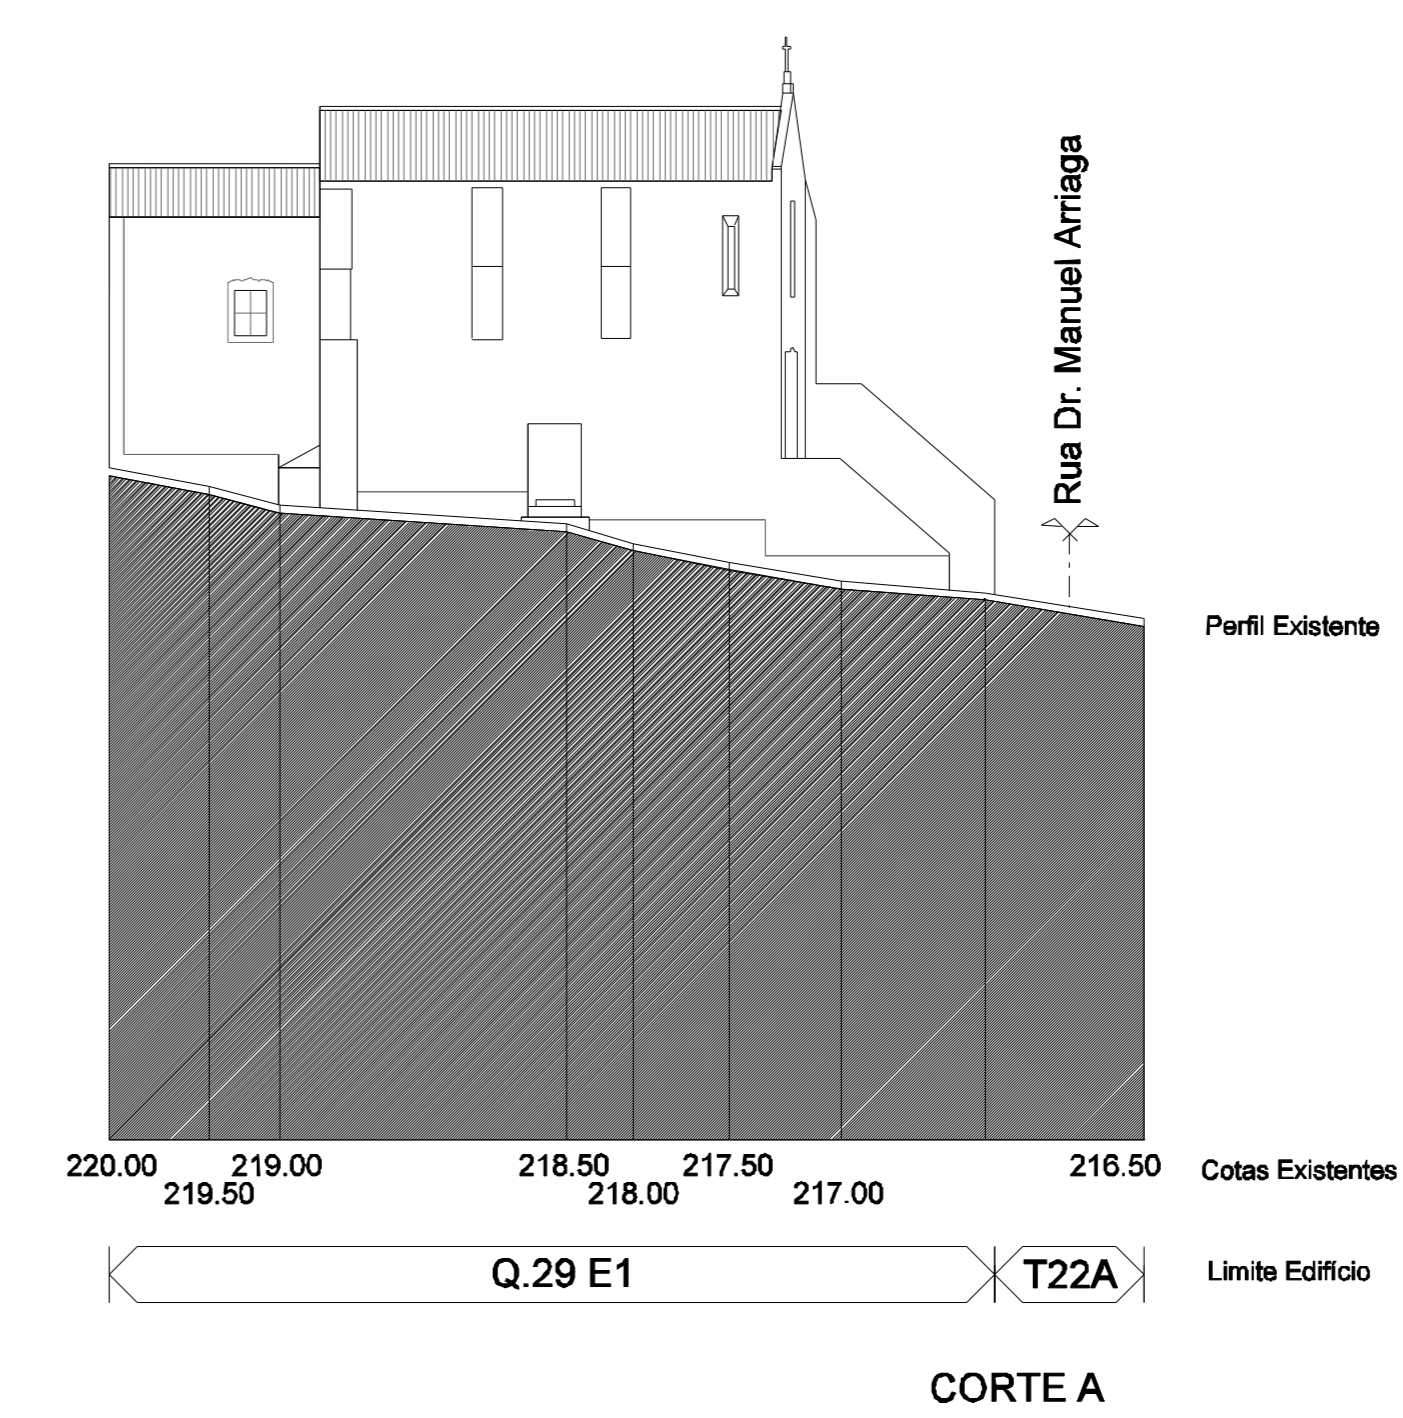 Rua Dr. Manuel Arriaga
Perfil Existente
220.00 219.00 218.50 217.50 216.50 Cotas Existentes
219.50 218.00 217.00
Q.29 E1 T22A Limite Edifício
CORTE A